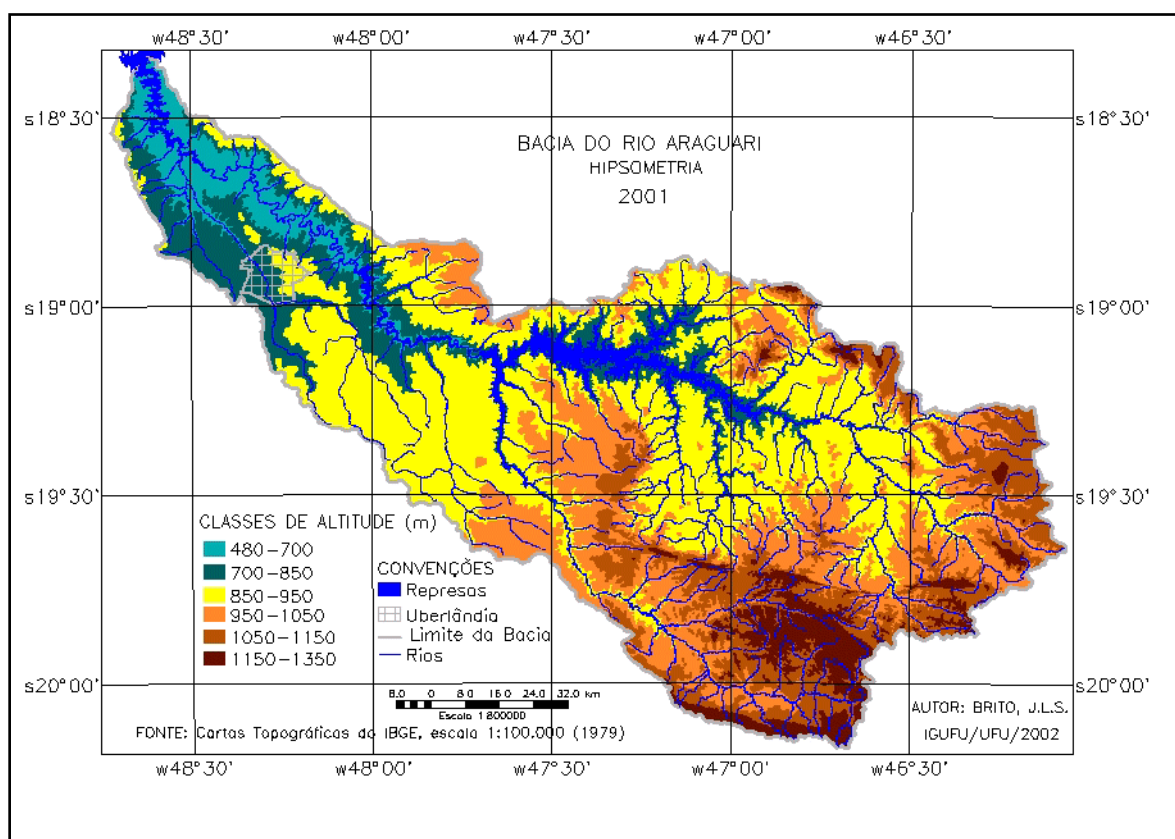 w48°30' w48°00' w47°30' w47°00' w46°30'
s18°30' s18°30'
BACIA DO RIO ARAGUARI
HIPSOMETRIA
2001
s19°00' s19°00'
s19°30' s19°30'
CLASSES DE ALTITUDE (m)
480-700
700-850
850-950
950-1050
1050-1150
1150-1350
CONVENÇÕES
Represas
Uberlândia
Limite da Bacia
Rios
s20°00' s20°00'
8.0 0 8.0 16.0 24.0 32.0 km
Escala 1:800000
FONTE: Cartas Topográficas do IBGE, escala 1:100.000 (1979)
AUTOR: BRITO, J.L.S.
IGUFU/UFU/2002
w48°30' w48°00' w47°30' w47°00' w46°30'